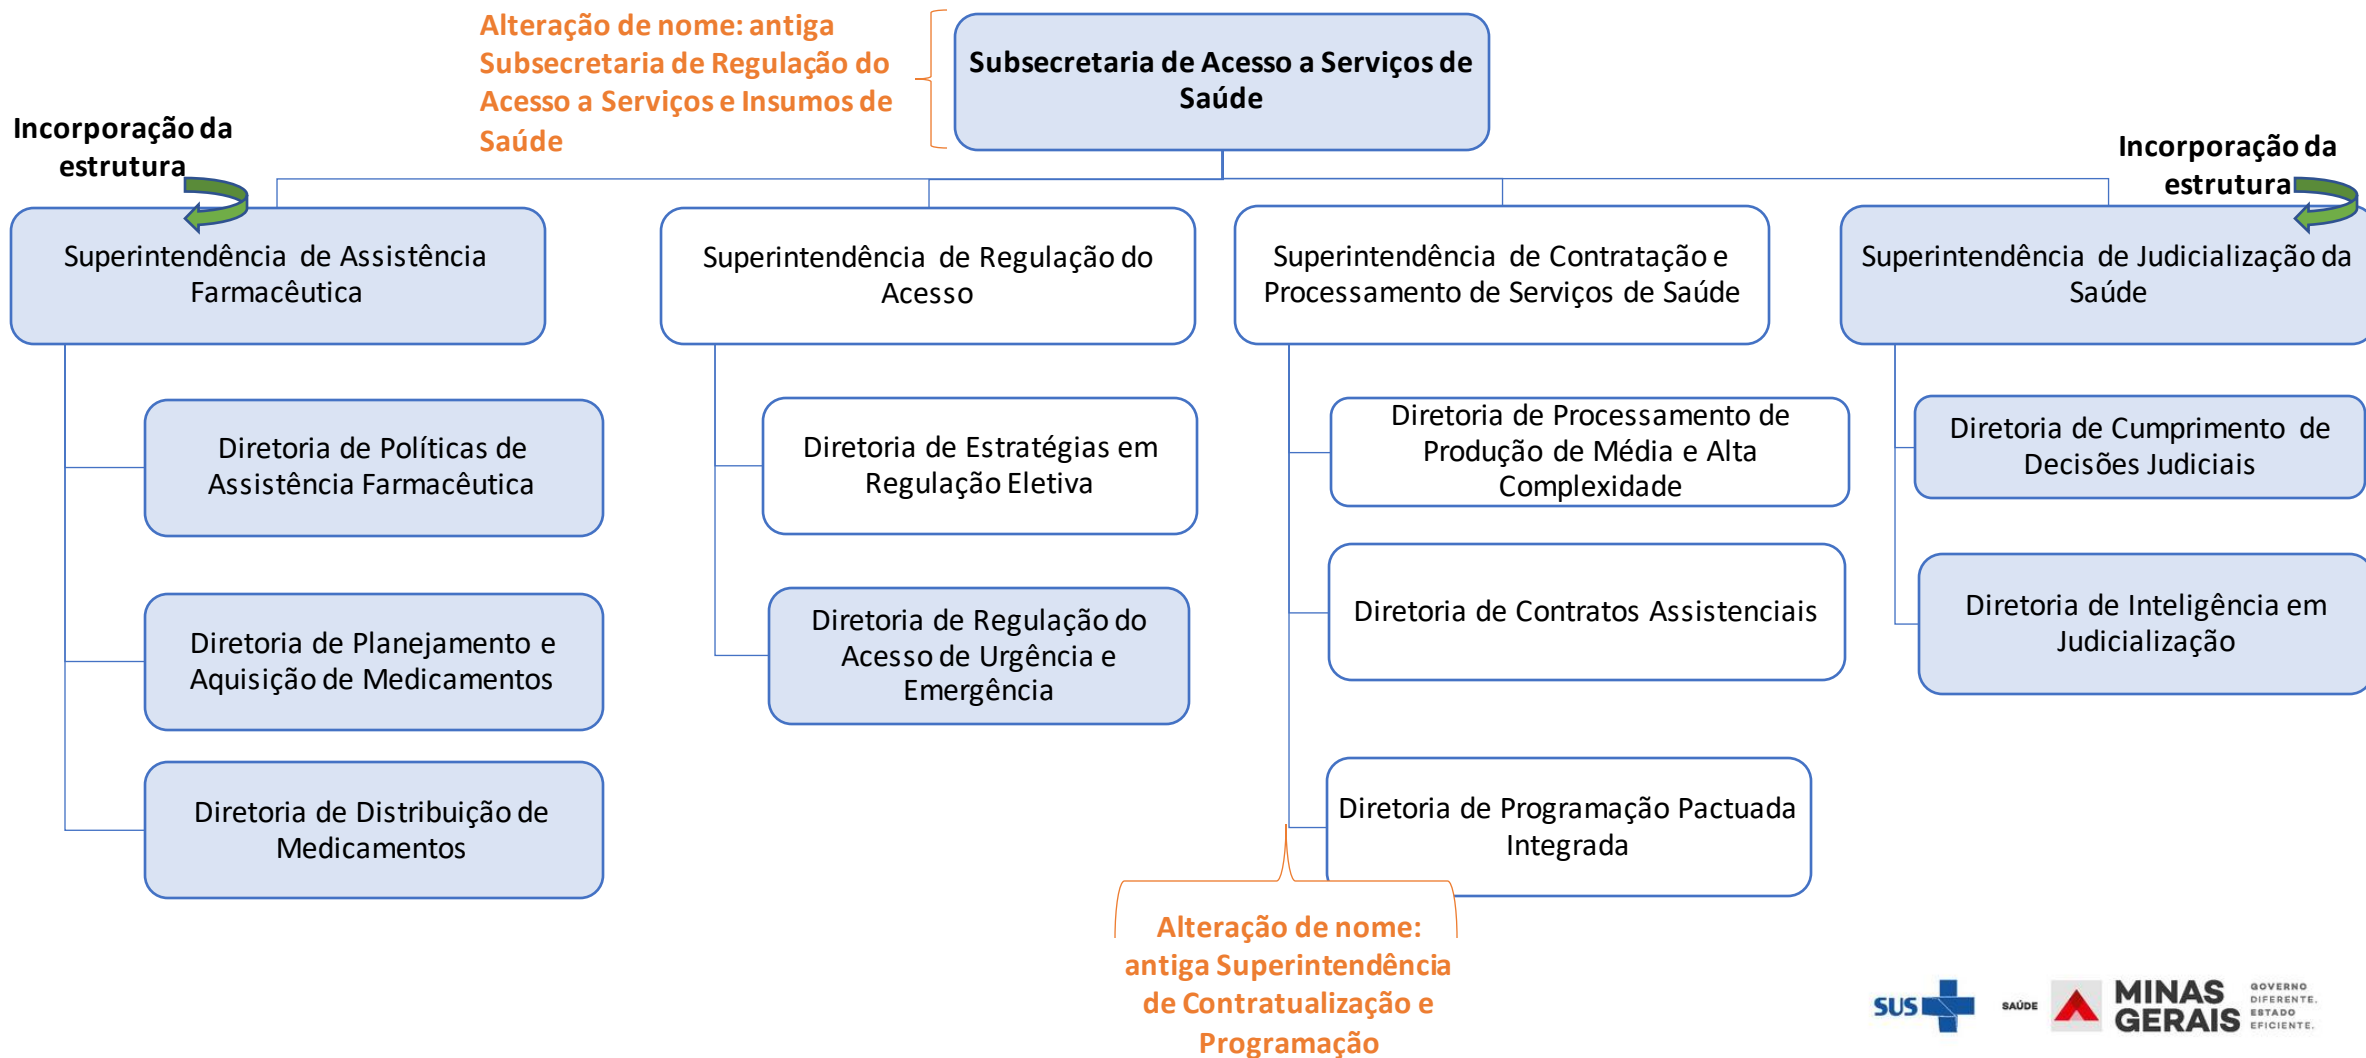 Alteração de nome: antiga
Subsecretaria de Regulação do
Acesso a Serviços e Insumos de
Saúde
Subsecretaria de Acesso a Serviços de
Saúde
Incorporação da
estrutura
Incorporação da
estrutura
Superintendência de Assistência
Farmacêutica
Superintendência de Regulação do
Acesso
Superintendência de Contratação e
Processamento de Serviços de Saúde
Superintendência de Judicialização da
Saúde
Diretoria de Políticas de
Assistência Farmacêutica
Diretoria de Estratégias em
Regulação Eletiva
Diretoria de Processamento de
Produção de Média e Alta
Complexidade
Diretoria de Cumprimento de
Decisões Judiciais
Diretoria de Planejamento e
Aquisição de Medicamentos
Diretoria de Regulação do
Acesso de Urgência e
Emergência
Diretoria de Contratos Assistenciais
Diretoria de Inteligência em
Judicialização
Diretoria de Distribuição de
Medicamentos
Diretoria de Programação Pactuada
Integrada
Alteração de nome:
antiga Superintendência
de Contratualização e
Programação
SUS
SAÚDE
MINAS
GERAIS
GOVERNO
DIFERENTE.
ESTADO
EFICIENTE.